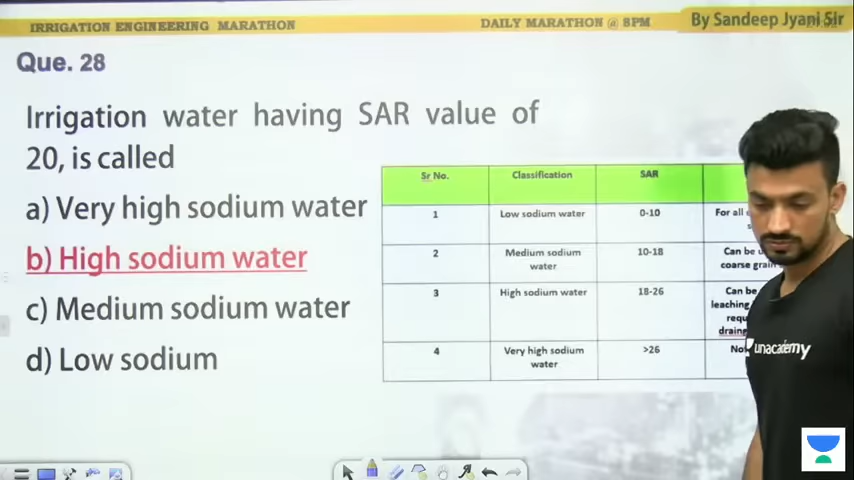 IRRIGATION ENGINEERING MARATHON
DAILY MARATHON @ 8PM
By Sandeep Jyani Sir
Que. 28
Irrigation water having SAR value of
20, is called
a) Very high sodium water
b) High sodium water
c) Medium sodium water
d) Low sodium
Sr No. Classification SAR
1 Low sodium water 0-10 For all
2 Medium sodium water 10-18 Can be coarse grain
3 High sodium water 18-26 Can be leaching drain
4 Very high sodium water >26
unacademy